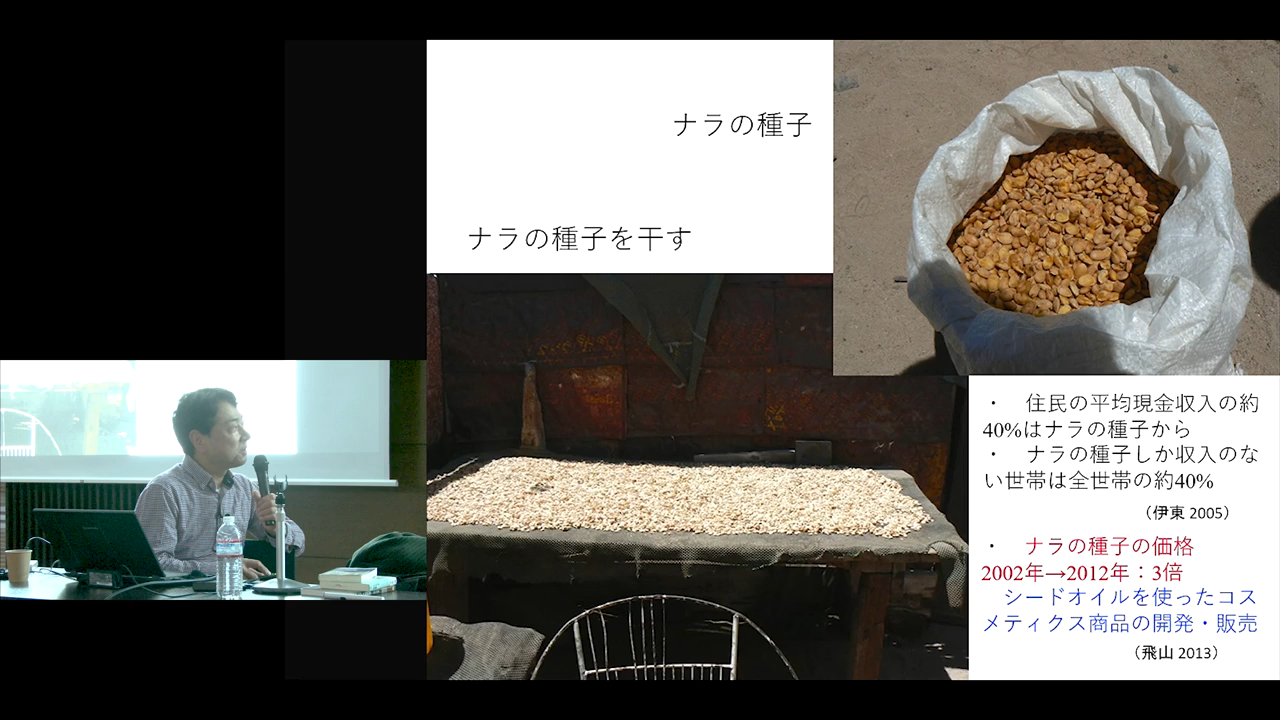 ナラの種子
ナラの種子を干す
・　住民の平均現金収入の約
40%はナラの種子から
・　ナラの種子しか収入のな
い世帯は全世帯の約40%
（伊東 2005）
・　ナラの種子の価格
2002年→2012年：3倍
シードオイルを使ったコス
メティクス商品の開発・販売
（飛山 2013）